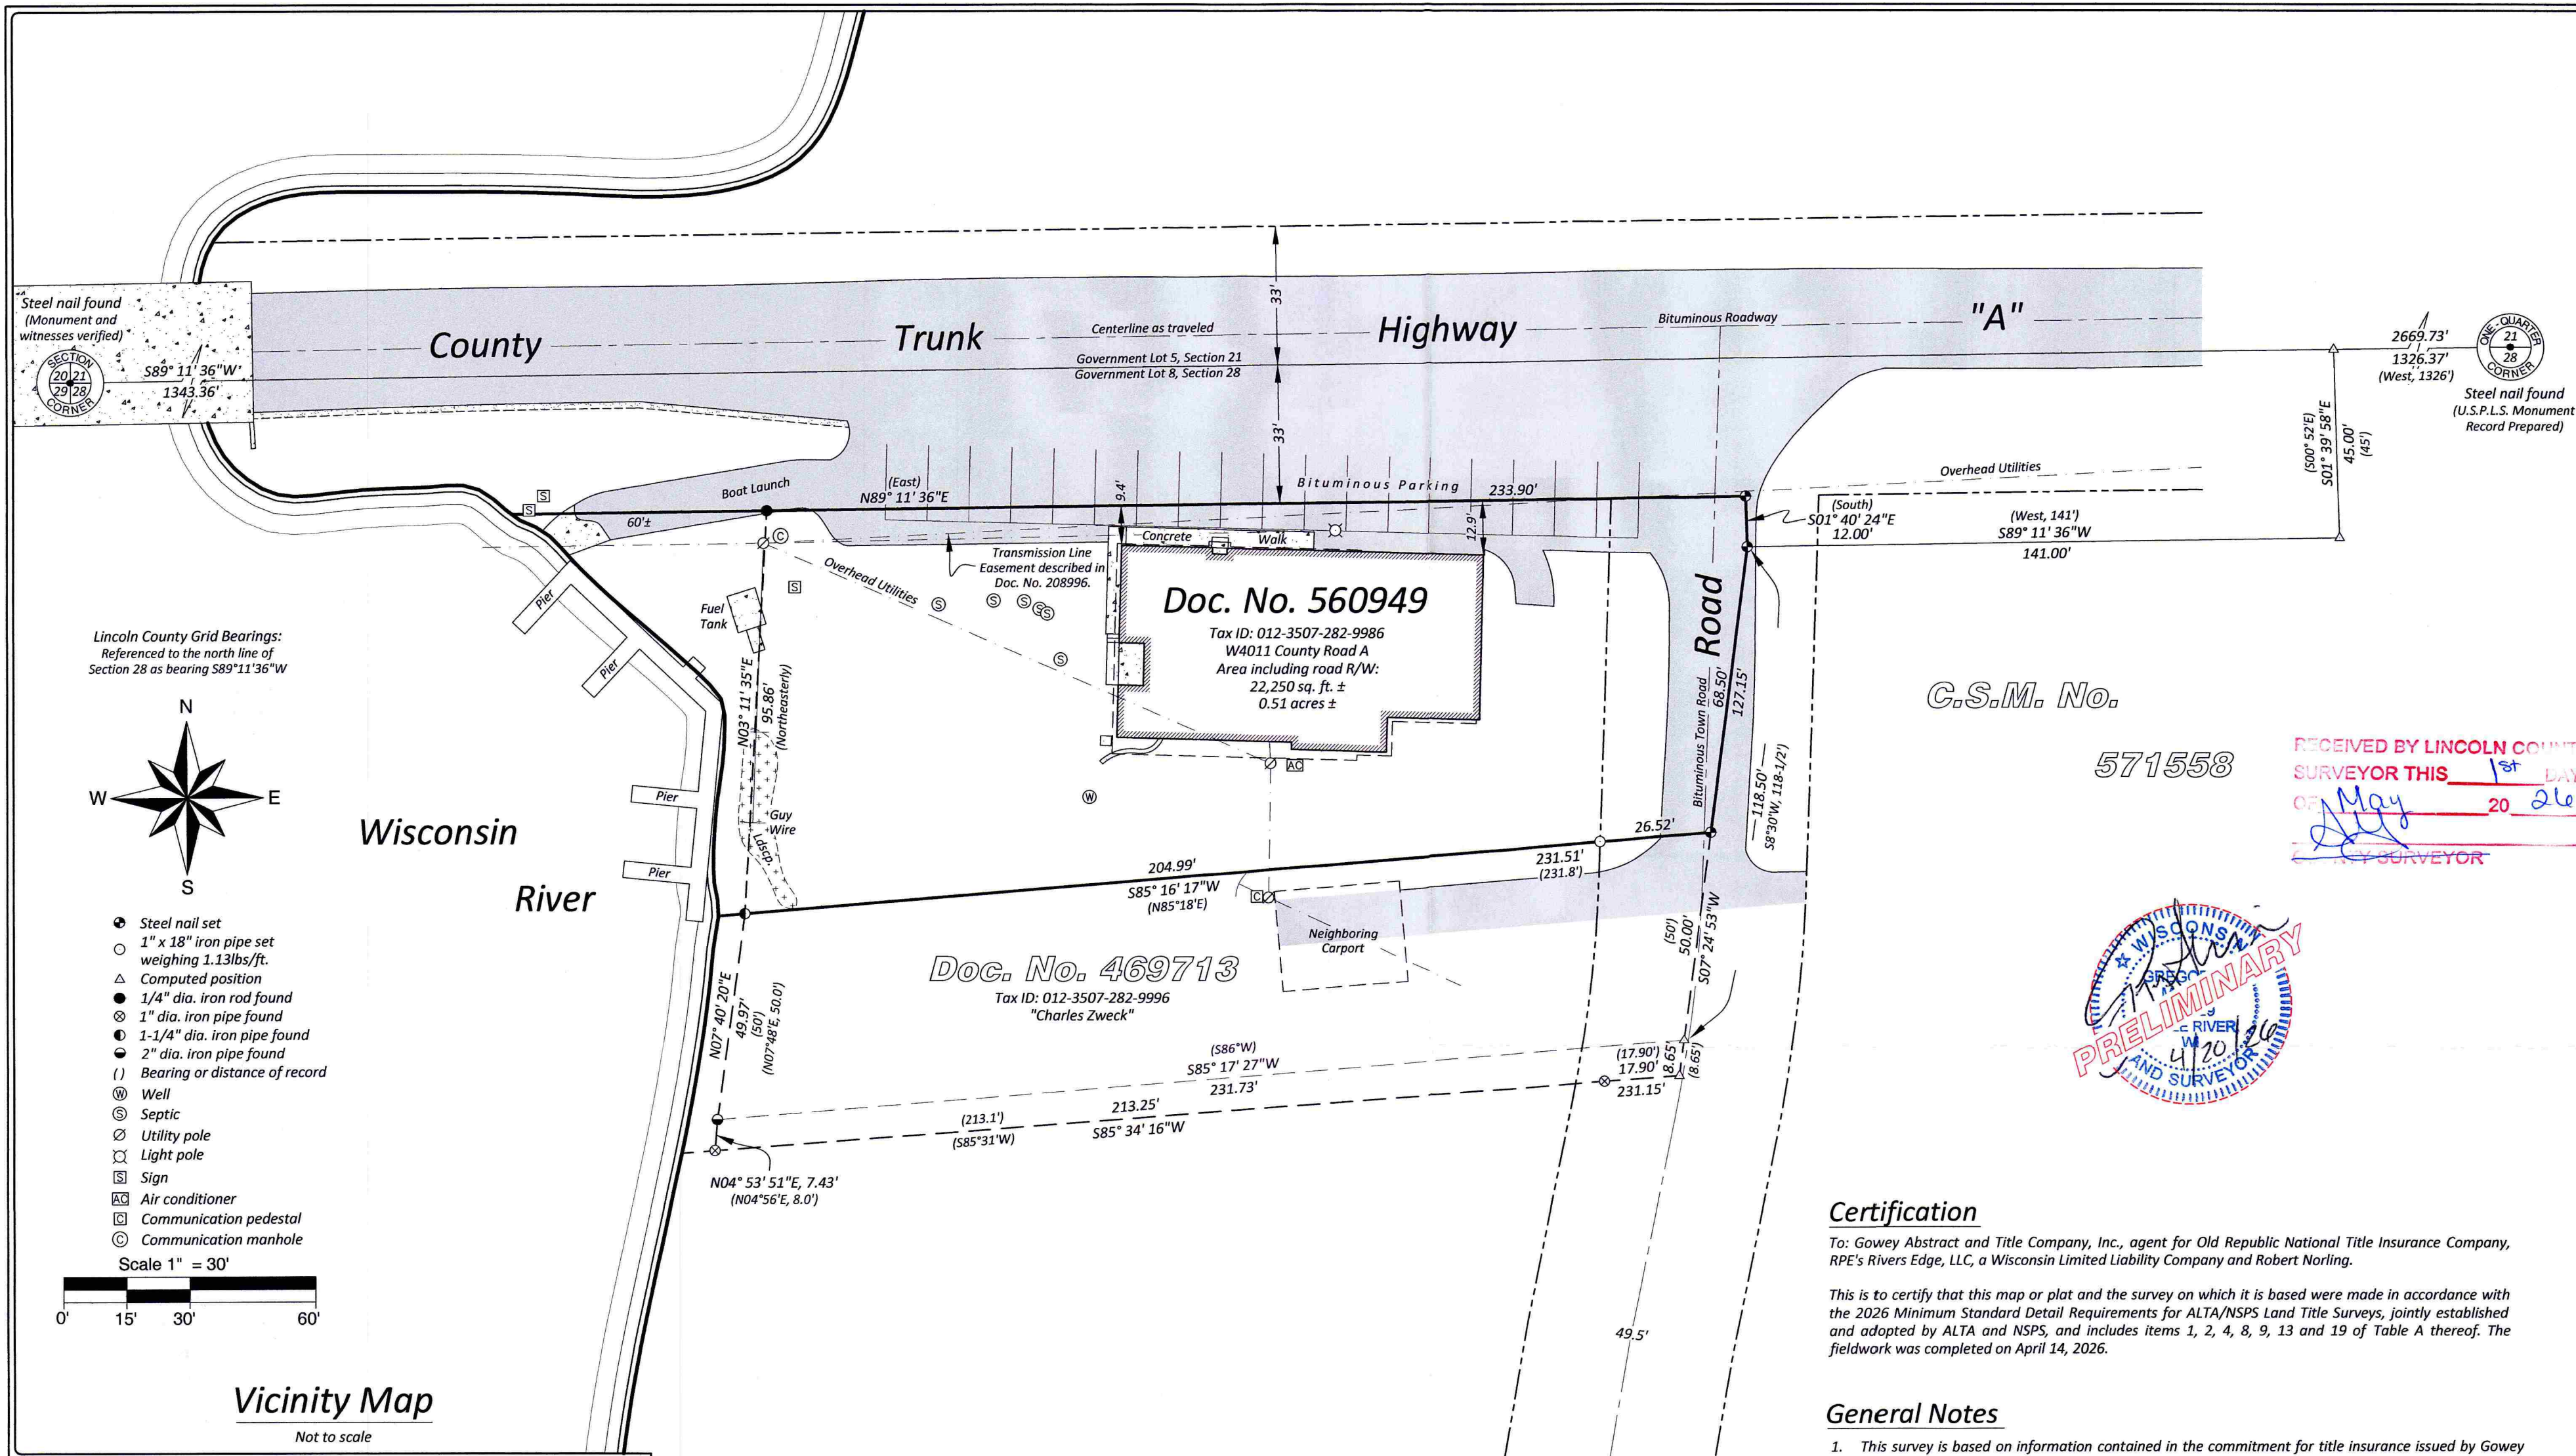 Steel nail found
(Monument and
witnesses verified)
SECTION
20 21
29 28
CORNER
S89° 11' 36"W
1343.36'
County Trunk Highway "A"
Centerline as traveled
Bituminous Roadway
Government Lot 5, Section 21
Government Lot 8, Section 28
33'
33'
2669.73'
1326.37'
(West, 1326')
ONE-QUARTER
21
28
CORNER
Steel nail found
(U.S.P.L.S. Monument
Record Prepared)
(S00° 52'E)
S01° 39' 58"E
45.00'
(45')
Overhead Utilities
Boat Launch
(East)
N89° 11' 36"E
9.4'
Bituminous Parking
233.90'
60'±
12.9'
(South)
S01° 40' 24"E
12.00'
(West, 141')
S89° 11' 36"W
141.00'
S
S
C
S
Concrete
Walk
Transmission Line
Easement described in
Doc. No. 208996.
Overhead Utilities
S
S
S
S
S
S
Fuel
Tank
Pier
Pier
Pier
Pier
Doc. No. 560949
Tax ID: 012-3507-282-9986
W4011 County Road A
Area including road R/W:
22,250 sq. ft. ±
0.51 acres ±
Road
Bituminous Town Road
68.50'
127.15'
118.50'
S8°30'W, 118-1/2')
N03° 11' 35"E
95.86'
(Northeasterly)
Guy
Wire
Ldscp.
AC
W
C.S.M. No.
571558
RECEIVED BY LINCOLN COUNT
SURVEYOR THIS 1st DAY
OF May 20 26
SURVEYOR
Lincoln County Grid Bearings:
Referenced to the north line of
Section 28 as bearing S89°11'36"W
N
W E
S
Wisconsin
River
204.99'
S85° 16' 17"W
(N85°18'E)
26.52'
231.51'
(231.8')
C
Neighboring
Carport
(50')
50.00'
S07° 24' 53"W
Doc. No. 469713
Tax ID: 012-3507-282-9996
"Charles Zweck"
N07° 40' 20"E
49.97'
(50')
(N07°48'E, 50.0')
(S86°W)
S85° 17' 27"W
231.73'
(17.90')
17.90'
8.65'
(8.65')
231.15'
(213.1')
213.25'
(S85°31'W)
S85° 34' 16"W
N04° 53' 51"E, 7.43'
(N04°56'E, 8.0')
49.5'
Steel nail set
1" x 18" iron pipe set
weighing 1.13lbs/ft.
Computed position
1/4" dia. iron rod found
1" dia. iron pipe found
1-1/4" dia. iron pipe found
2" dia. iron pipe found
( ) Bearing or distance of record
W Well
S Septic
Utility pole
Light pole
S Sign
AC Air conditioner
C Communication pedestal
C Communication manhole
Scale 1" = 30'
0' 15' 30' 60'
Vicinity Map
Not to scale
WISCONSIN
PRELIMINARY
RIVER
4/20/26
AND SURVEYOR
Certification
To: Gowey Abstract and Title Company, Inc., agent for Old Republic National Title Insurance Company,
RPE's Rivers Edge, LLC, a Wisconsin Limited Liability Company and Robert Norling.
This is to certify that this map or plat and the survey on which it is based were made in accordance with
the 2026 Minimum Standard Detail Requirements for ALTA/NSPS Land Title Surveys, jointly established
and adopted by ALTA and NSPS, and includes items 1, 2, 4, 8, 9, 13 and 19 of Table A thereof. The
fieldwork was completed on April 14, 2026.
General Notes
1. This survey is based on information contained in the commitment for title insurance issued by Gowey